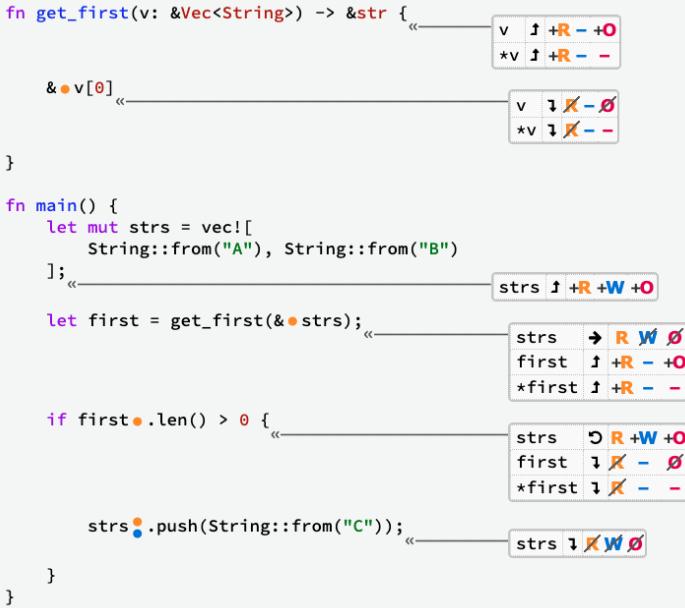 fn get_first(v: &Vec<String>) -> &str {
v ↥ +R – +O
*v ↥ +R – –
&●v[0]
v ↧ R̸ – O̸
*v ↧ R̸ – –
}
fn main() {
let mut strs = vec![
String::from("A"), String::from("B")
];
strs ↥ +R +W +O
let first = get_first(&●strs);
strs → R W̸ O̸
first ↥ +R – +O
*first ↥ +R – –
if first●.len() > 0 {
strs ↻ R +W +O
first ↧ R̸ – O̸
*first ↧ R̸ – –
strs●●.push(String::from("C"));
strs ↧ R̸ W̸ O̸
}
}